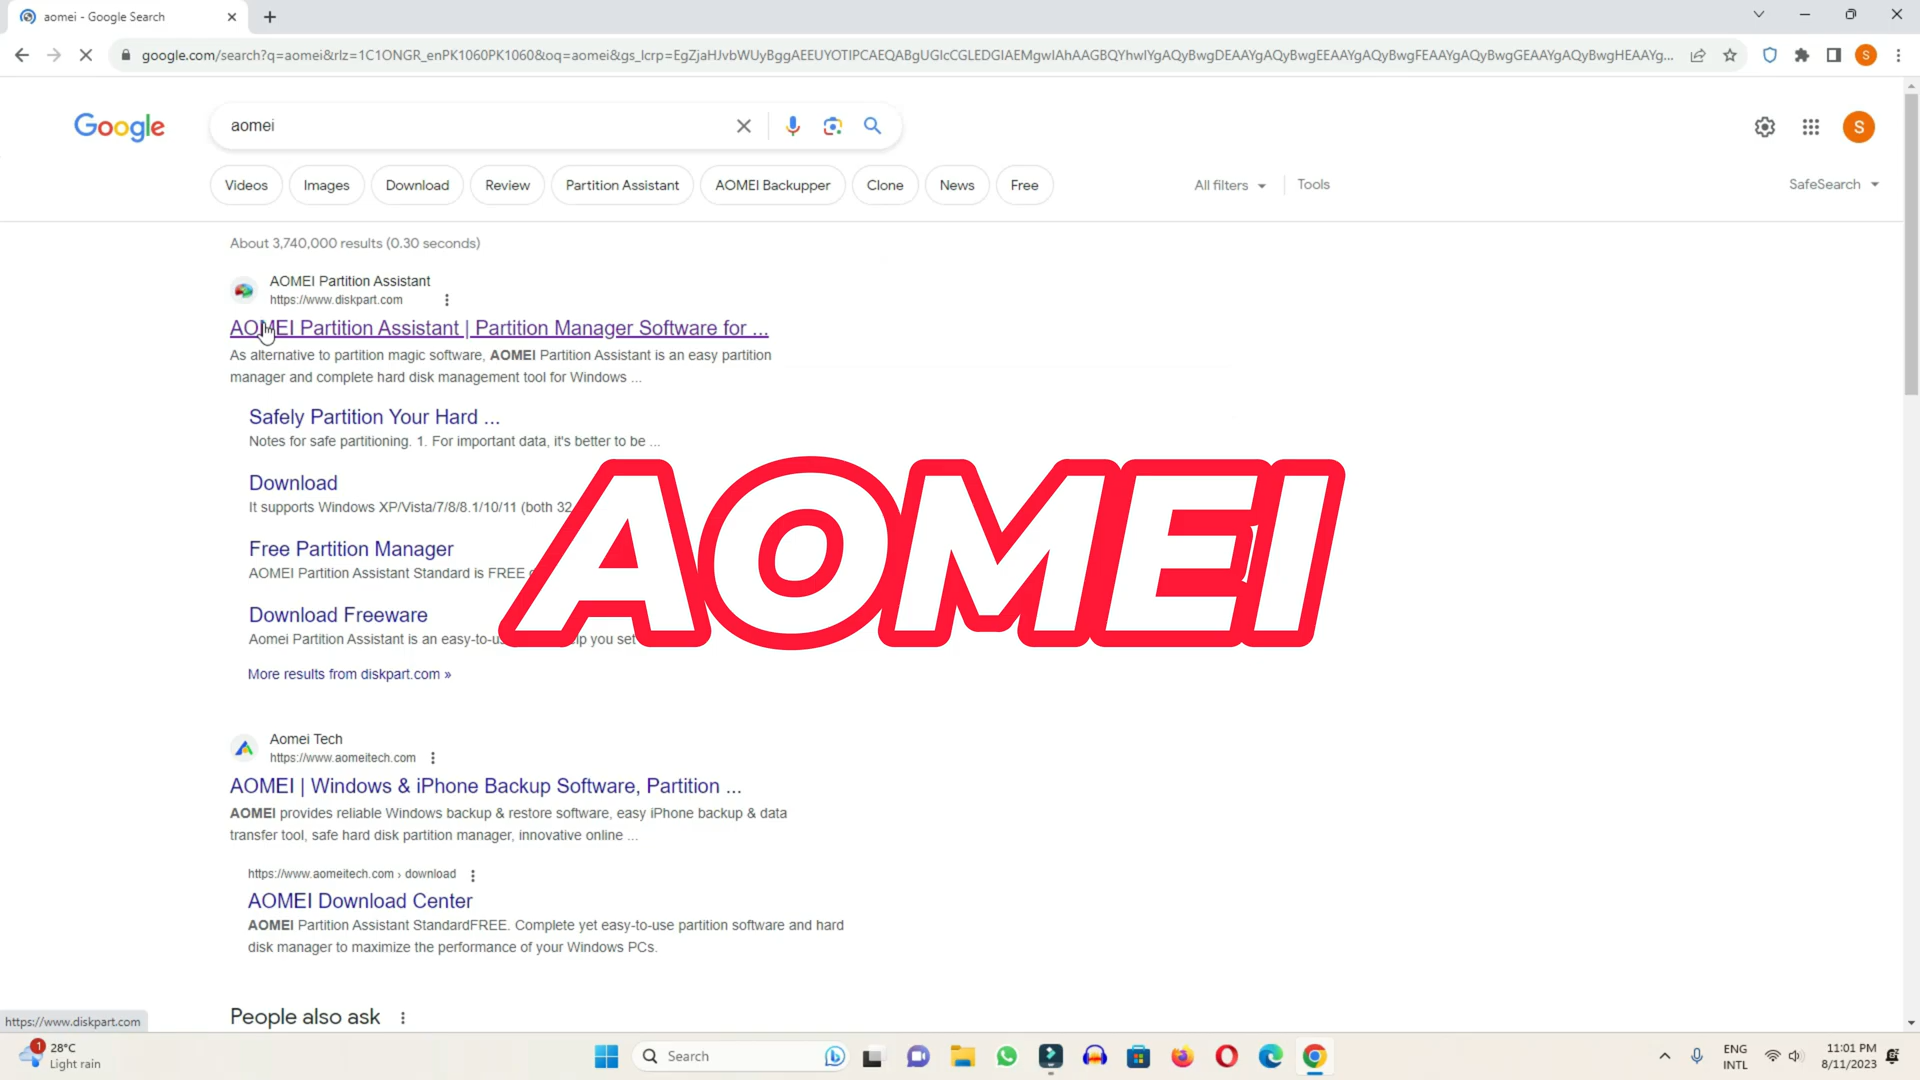 aomei - Google Search
google.com/search?q=aomei&rlz=1C1ONGR_enPK1060PK1060&oq=aomei&gs_lcrp=EgZjaHJvbWUyBggAEEUYOTIPCAEQABgUGIcCGLEDGIAEMgwIAhAAGBQYhwIYgAQyBwgDEAAYgAQyBwgEEAAYgAQyBwgFEAAYgAQyBwgGEAAYgAQyBwgHEAAYg...
Google
aomei
S
S
Videos
Images
Download
Review
Partition Assistant
AOMEI Backupper
Clone
News
Free
All filters
Tools
SafeSearch
About 3,740,000 results (0.30 seconds)
AOMEI Partition Assistant
https://www.diskpart.com
AOMEI Partition Assistant | Partition Manager Software for ...
As alternative to partition magic software, AOMEI Partition Assistant is an easy partition
manager and complete hard disk management tool for Windows ...
Safely Partition Your Hard ...
Notes for safe partitioning. 1. For important data, it's better to be ...
Download
It supports Windows XP/Vista/7/8/8.1/10/11 (both 32
Free Partition Manager
AOMEI Partition Assistant Standard is FREE
Download Freeware
Aomei Partition Assistant is an easy-to-us
lp you set
More results from diskpart.com »
AOMEI
Aomei Tech
https://www.aomeitech.com
AOMEI | Windows & iPhone Backup Software, Partition ...
AOMEI provides reliable Windows backup & restore software, easy iPhone backup & data
transfer tool, safe hard disk partition manager, innovative online ...
https://www.aomeitech.com › download
AOMEI Download Center
AOMEI Partition Assistant StandardFREE. Complete yet easy-to-use partition software and hard
disk manager to maximize the performance of your Windows PCs.
People also ask
https://www.diskpart.com
1
28°C
Light rain
Search
ENG
INTL
11:01 PM
8/11/2023